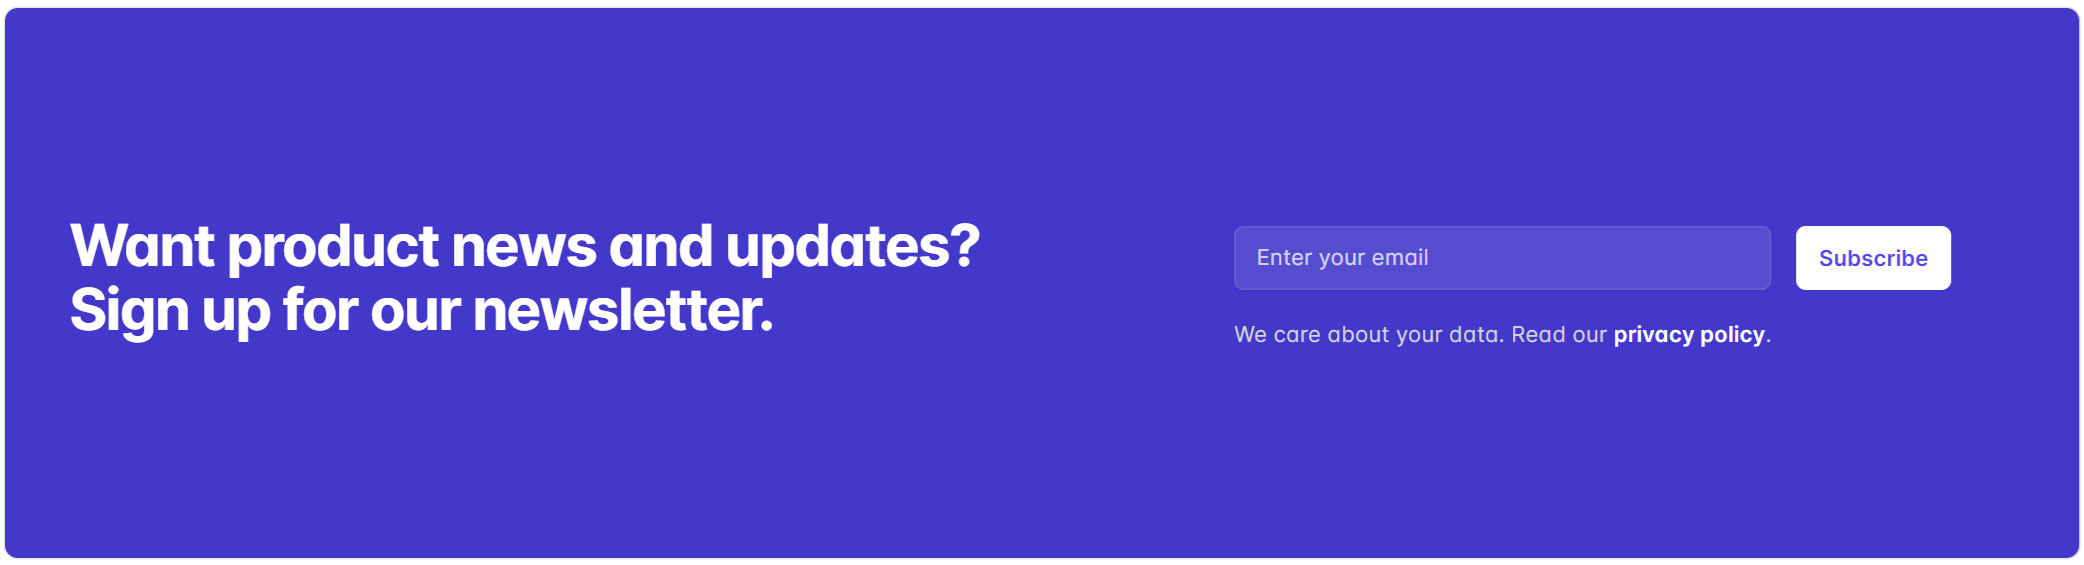 Want product news and updates?
Sign up for our newsletter.
Enter your email
Subscribe
We care about your data. Read our privacy policy.